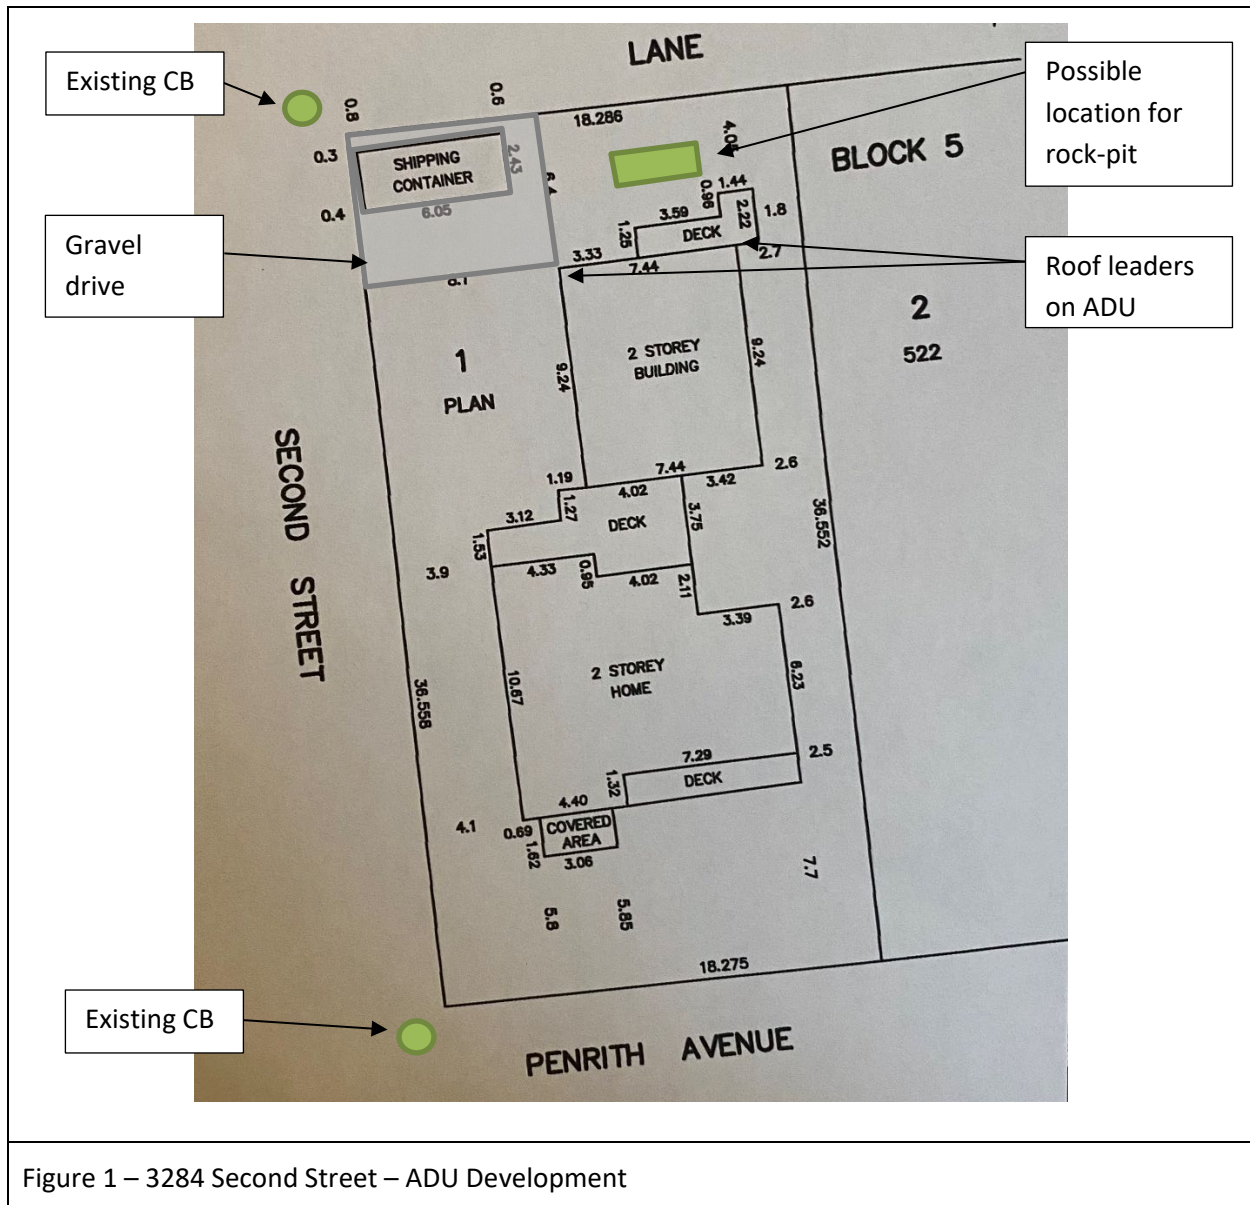 LANE
Existing CB
Possible
location for
rock-pit
0.8
0.6
18.286
4.05
BLOCK 5
0.3
SHIPPING
CONTAINER
2.43
6.4
0.96
1.44
0.4
6.05
3.59
2.22
1.8
Gravel
drive
1.25
DECK
3.33
7.44
2.7
Roof leaders
on ADU
2
522
1
PLAN
9.24
2 STOREY
BUILDING
9.24
SECOND STREET
1.19
7.44
2.6
4.02
3.42
1.27
3.12
DECK
3.75
36.552
1.53
3.9
4.33
0.95
4.02
2.11
3.39
2.6
10.67
2 STOREY
HOME
6.23
36.558
7.29
2.5
1.32
DECK
4.40
4.1
0.69
COVERED
AREA
1.62
3.06
7.7
5.8
5.85
18.275
Existing CB
PENRITH AVENUE
Figure 1 – 3284 Second Street – ADU Development